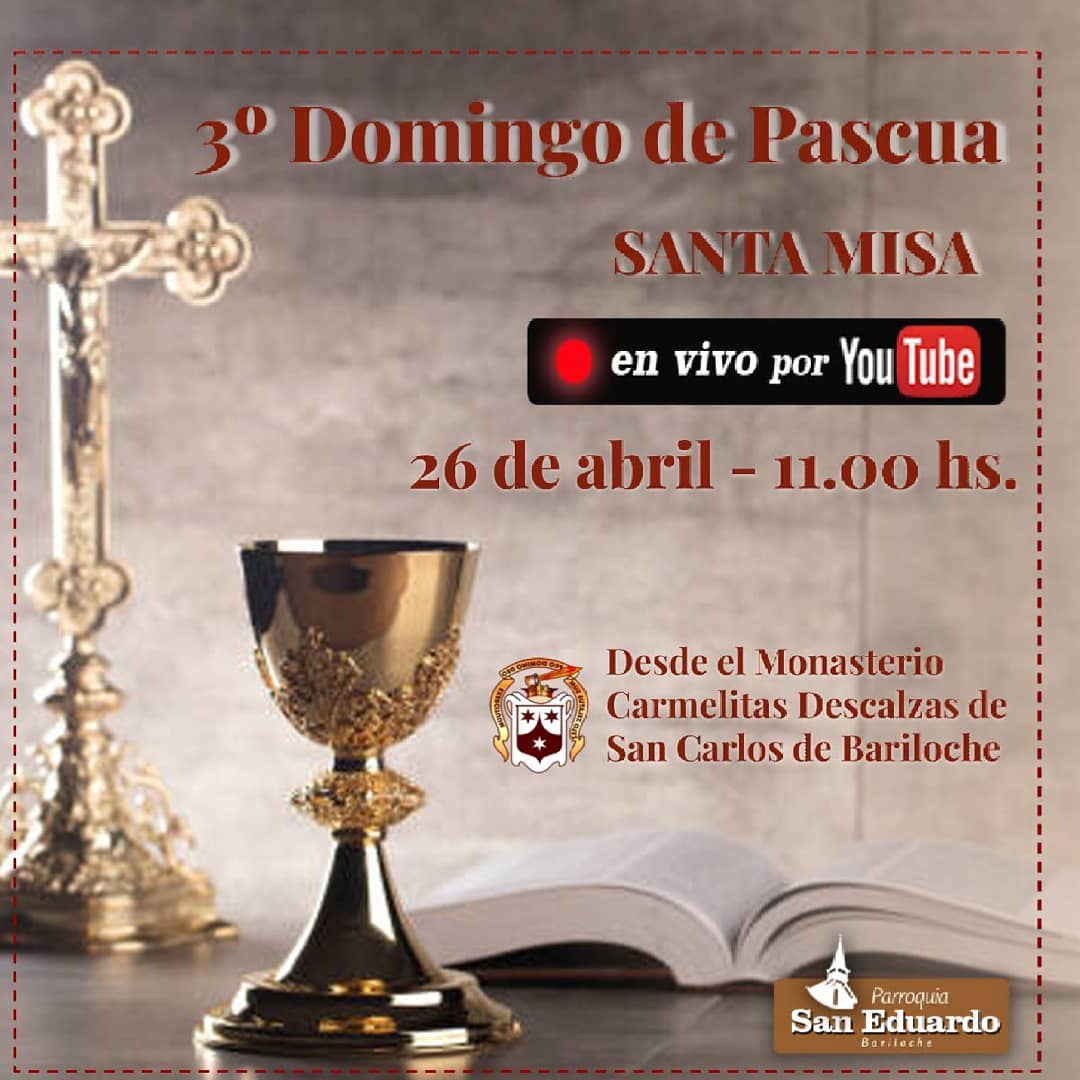 3º Domingo de Pascua
SANTA MISA
en vivo por YouTube
26 de abril - 11.00 hs.
Desde el Monasterio
Carmelitas Descalzas de
San Carlos de Bariloche
Parroquia
San Eduardo
Bariloche